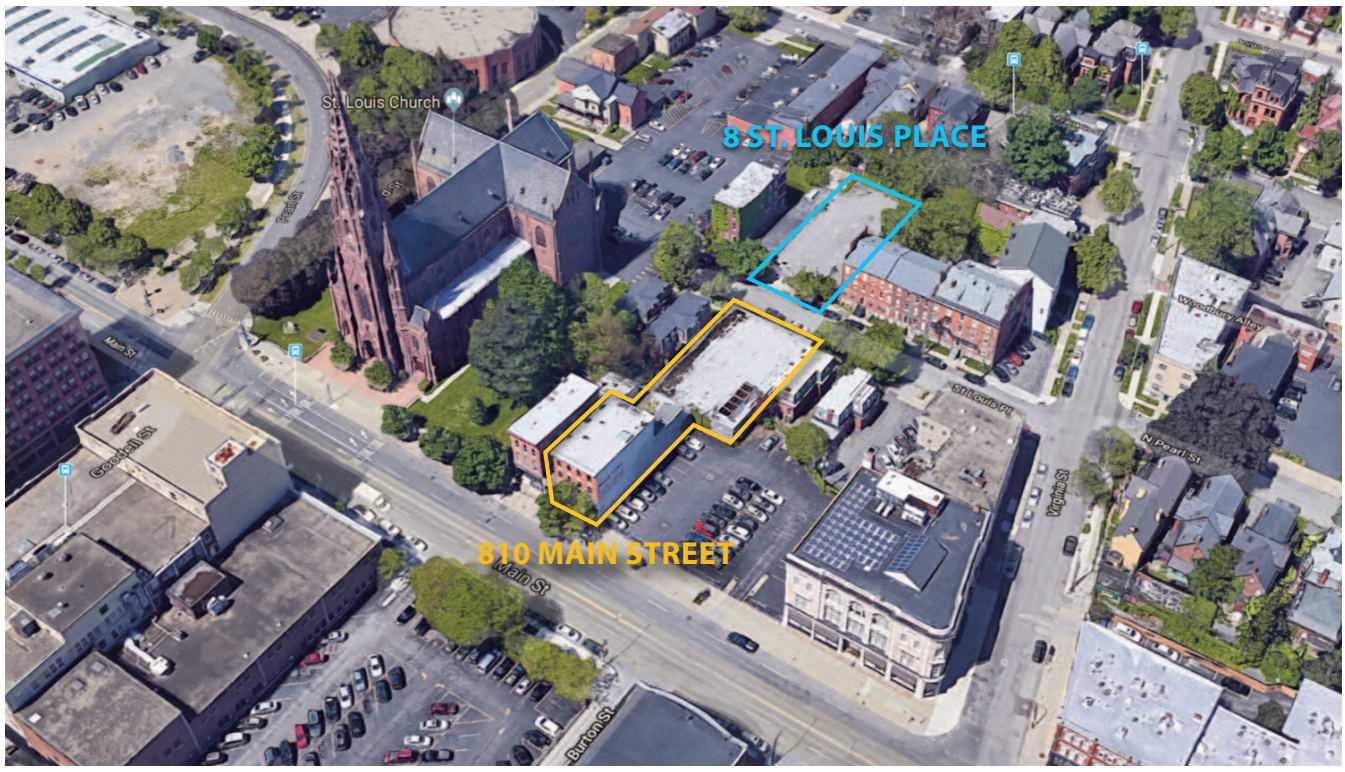 St. Louis Church
8 ST. LOUIS PLACE
Pearl St
d St
Main St
Goodell St
Woodbury Alley
St Louis Pl
N Pearl St
Virginia St
810 MAIN STREET
Main St
Burton St